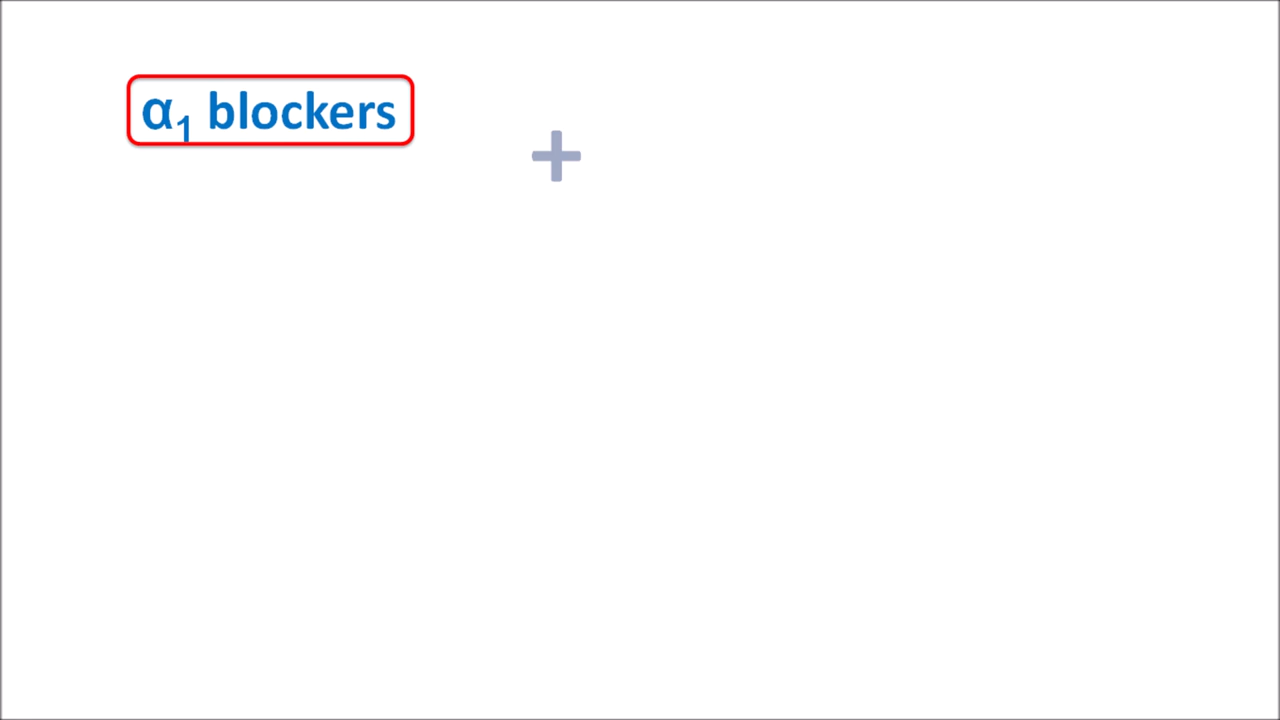 α₁ blockers
+